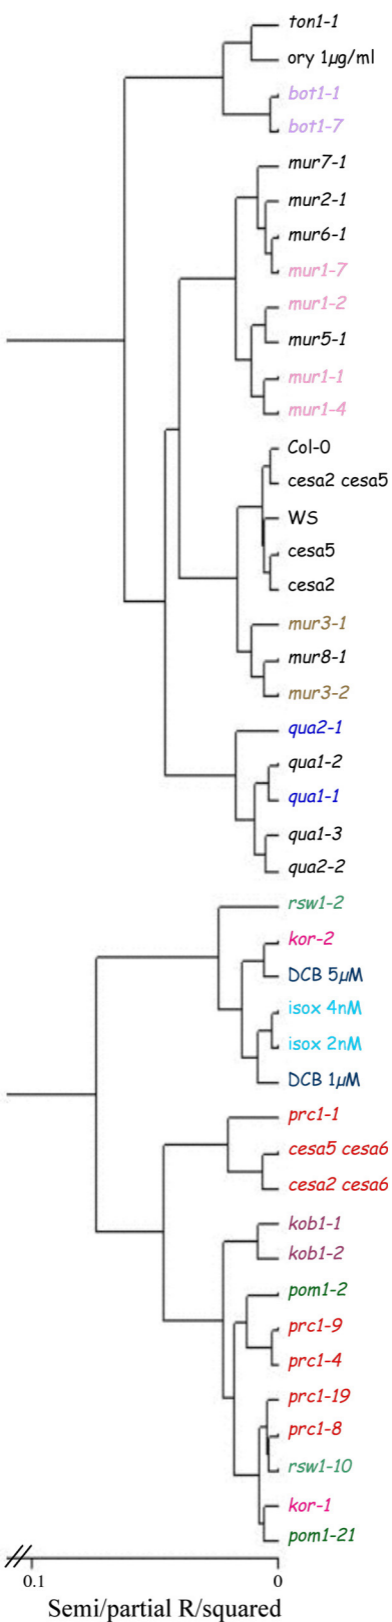 ton1-1
ory 1µg/ml
bot1-1
bot1-7
mur7-1
mur2-1
mur6-1
mur1-7
mur1-2
mur5-1
mur1-1
mur1-4
Col-0
cesa2 cesa5
WS
cesa5
cesa2
mur3-1
mur8-1
mur3-2
qua2-1
qua1-2
qua1-1
qua1-3
qua2-2
rsw1-2
kor-2
DCB 5µM
isox 4nM
isox 2nM
DCB 1µM
prc1-1
cesa5 cesa6
cesa2 cesa6
kob1-1
kob1-2
pom1-2
prc1-9
prc1-4
prc1-19
prc1-8
rsw1-10
kor-1
pom1-21
0.1 0
Semi/partial R/squared